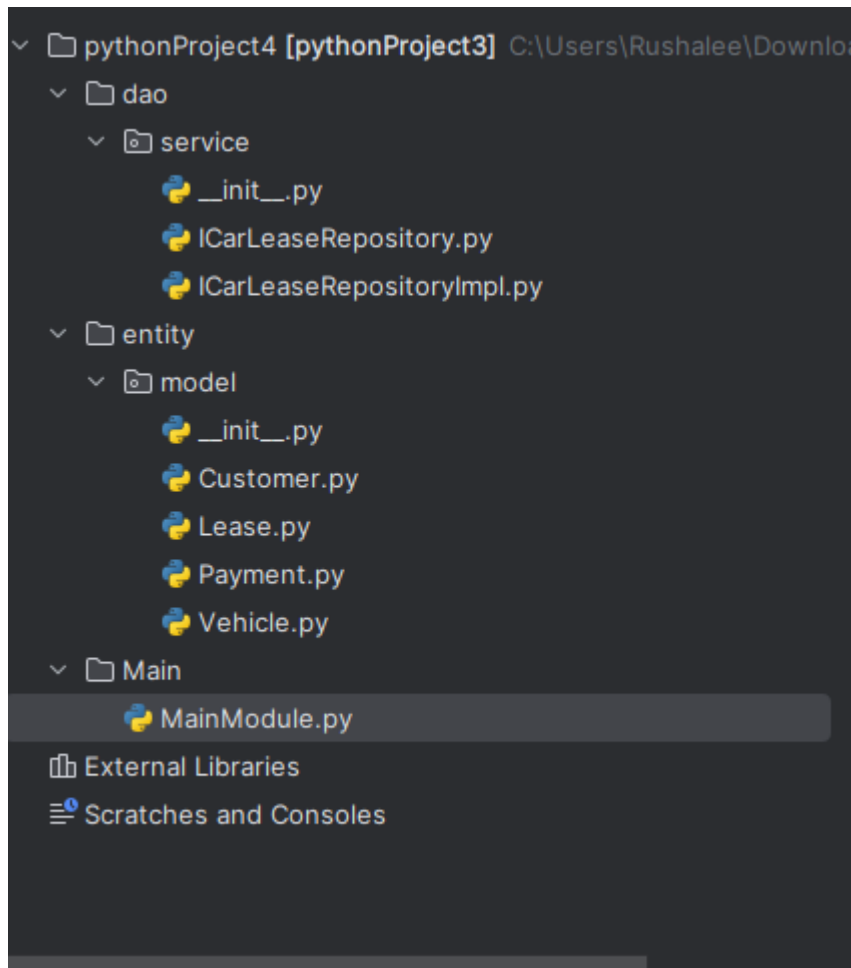 pythonProject4 [pythonProject3] C:\Users\Rushalee\Downlo
dao
service
__init__.py
ICarLeaseRepository.py
ICarLeaseRepositoryImpl.py
entity
model
__init__.py
Customer.py
Lease.py
Payment.py
Vehicle.py
Main
MainModule.py
External Libraries
Scratches and Consoles